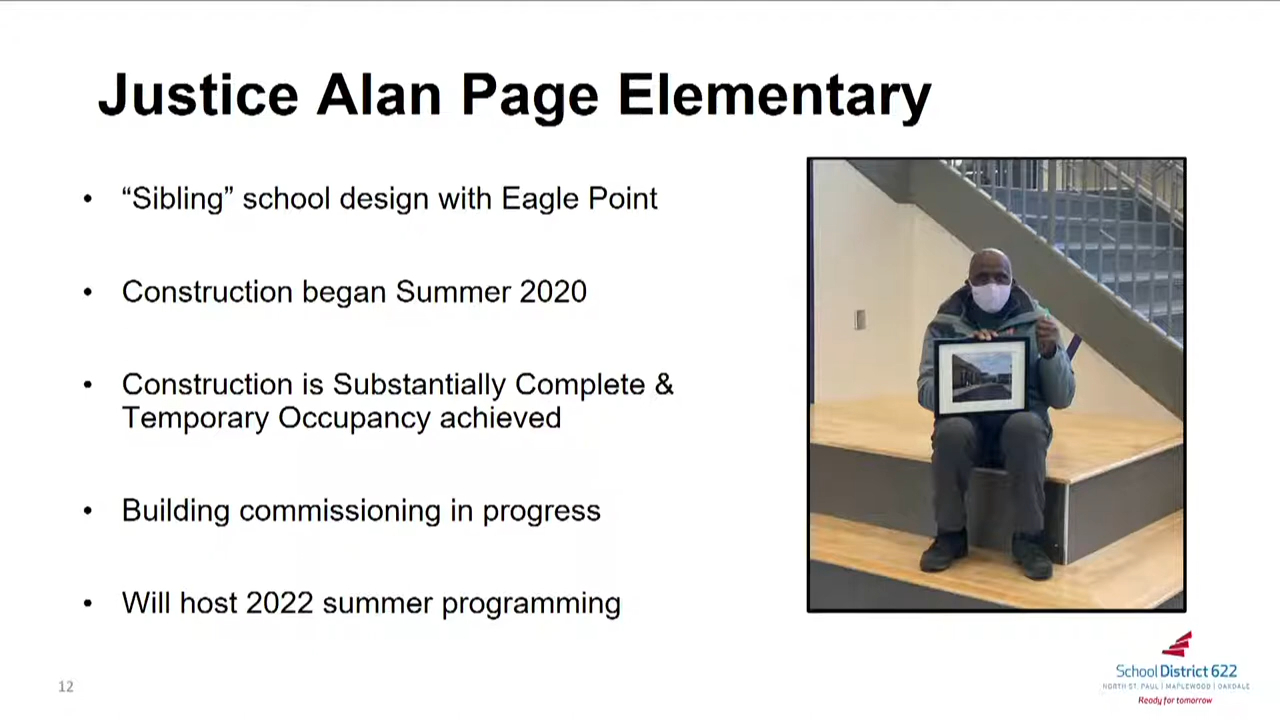 Justice Alan Page Elementary
• “Sibling” school design with Eagle Point
• Construction began Summer 2020
• Construction is Substantially Complete &
Temporary Occupancy achieved
• Building commissioning in progress
• Will host 2022 summer programming
12
School District 622
NORTH ST. PAUL | MAPLEWOOD | OAKDALE
Ready for tomorrow